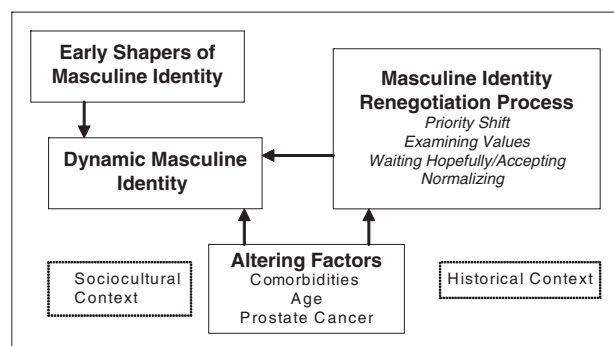 Early Shapers of
Masculine Identity
Masculine Identity
Renegotiation Process
Priority Shift
Examining Values
Waiting Hopefully/Accepting
Normalizing
Dynamic Masculine
Identity
Altering Factors
Comorbidities
Age
Prostate Cancer
Sociocultural
Context
Historical Context